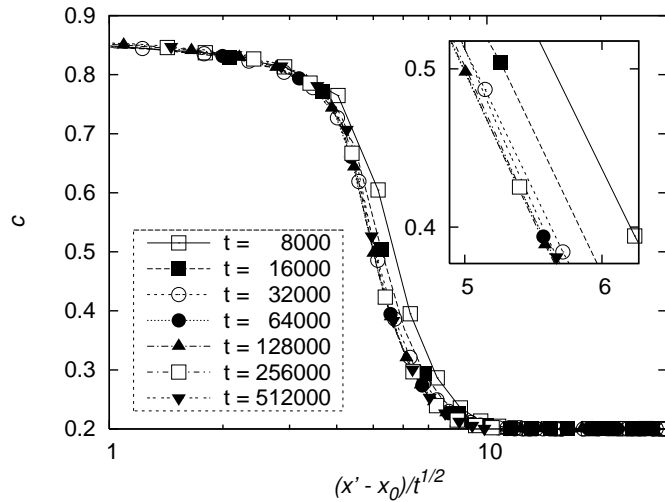 0.9
0.8
0.7
0.6
0.5
0.4
0.3
0.2
c
1
10
(x' - x0)/t1/2
t = 8000
t = 16000
t = 32000
t = 64000
t = 128000
t = 256000
t = 512000
0.5
0.4
5
6